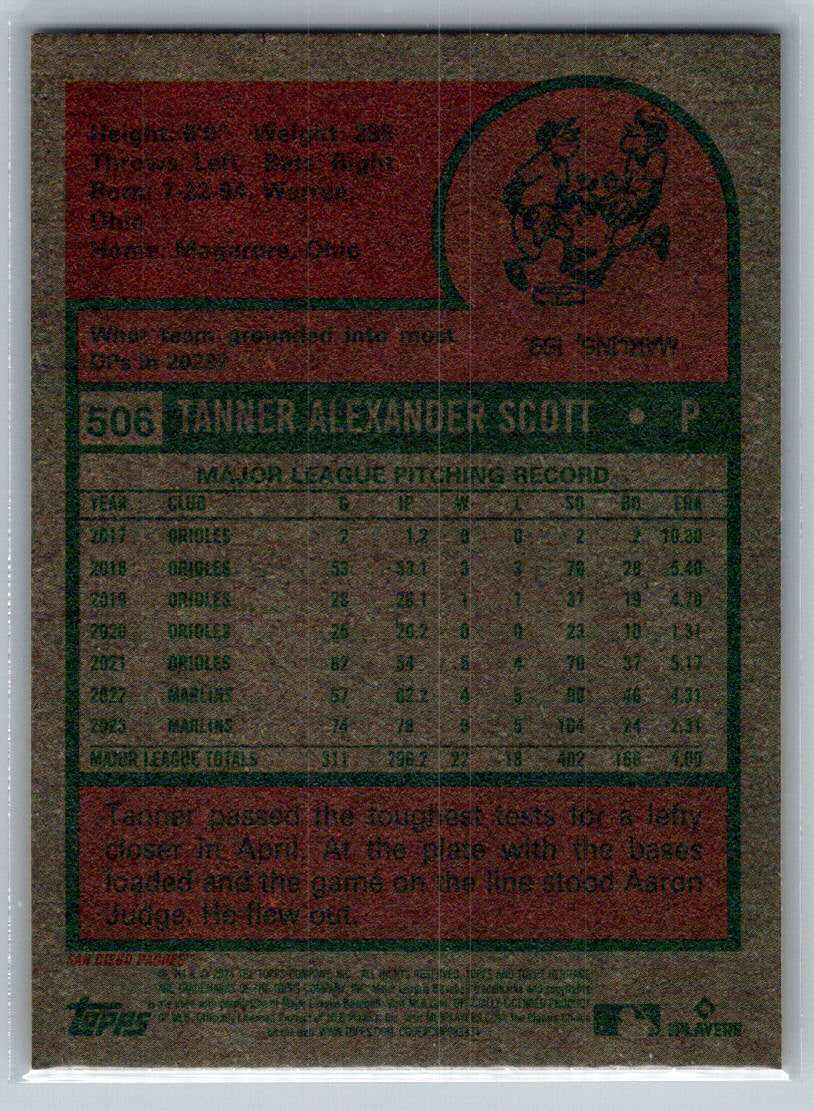 Height: 6'0" Weight: 235
Throws: Left Bats: Right
Born: 7-22-94, Warren,
Ohio
Home: Mogarore, Ohio
What team grounded into most
GPs in 2023?
506 TANNER ALEXANDER SCOTT • P
MAJOR LEAGUE PITCHING RECORD
YEAR CLUB G IP W L SO BB ERA
2017 ORIOLES 2 1.2 0 0 2 2 10.80
2018 ORIOLES 53 53.1 3 3 76 28 5.40
2019 ORIOLES 28 26.1 1 1 37 19 4.78
2020 ORIOLES 25 20.2 0 0 23 10 1.31
2021 ORIOLES 62 54 5 4 70 37 5.17
2022 MARLINS 67 62.2 4 5 90 46 4.31
2023 MARLINS 74 78 9 5 104 24 2.31
MAJOR LEAGUE TOTALS 311 296.2 22 18 402 166 4.00
Tanner passed the toughest tests for a lefty
closer in April. At the plate with the bases
loaded and the game on the line stood Aaron
Judge. He flew out.
SAN DIEGO PADRES™
TOPPS
PLAYERS